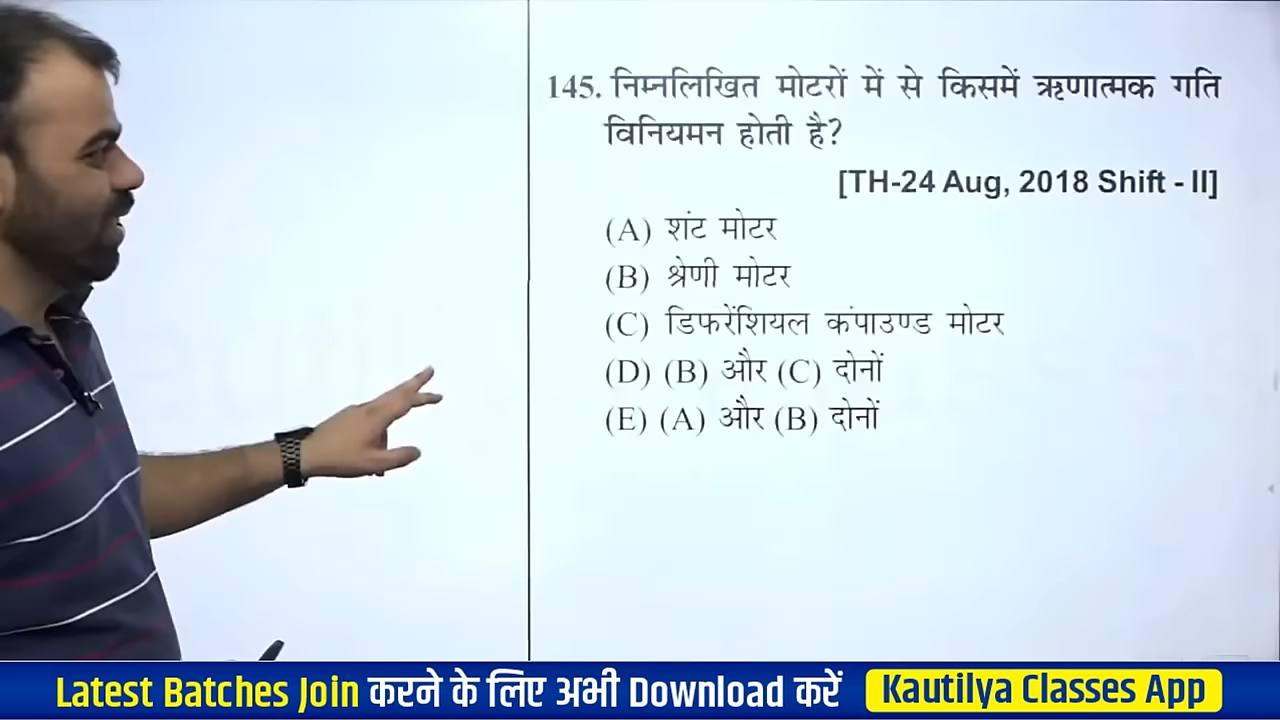 145. निम्नलिखित मोटरों में से किसमें ऋणात्मक गति
विनियमन होती है?
[TH-24 Aug, 2018 Shift - II]
(A) शंट मोटर
(B) श्रेणी मोटर
(C) डिफरेंशियल कंपाउण्ड मोटर
(D) (B) और (C) दोनों
(E) (A) और (B) दोनों
Latest Batches Join करने के लिए अभी Download करें Kautilya Classes App